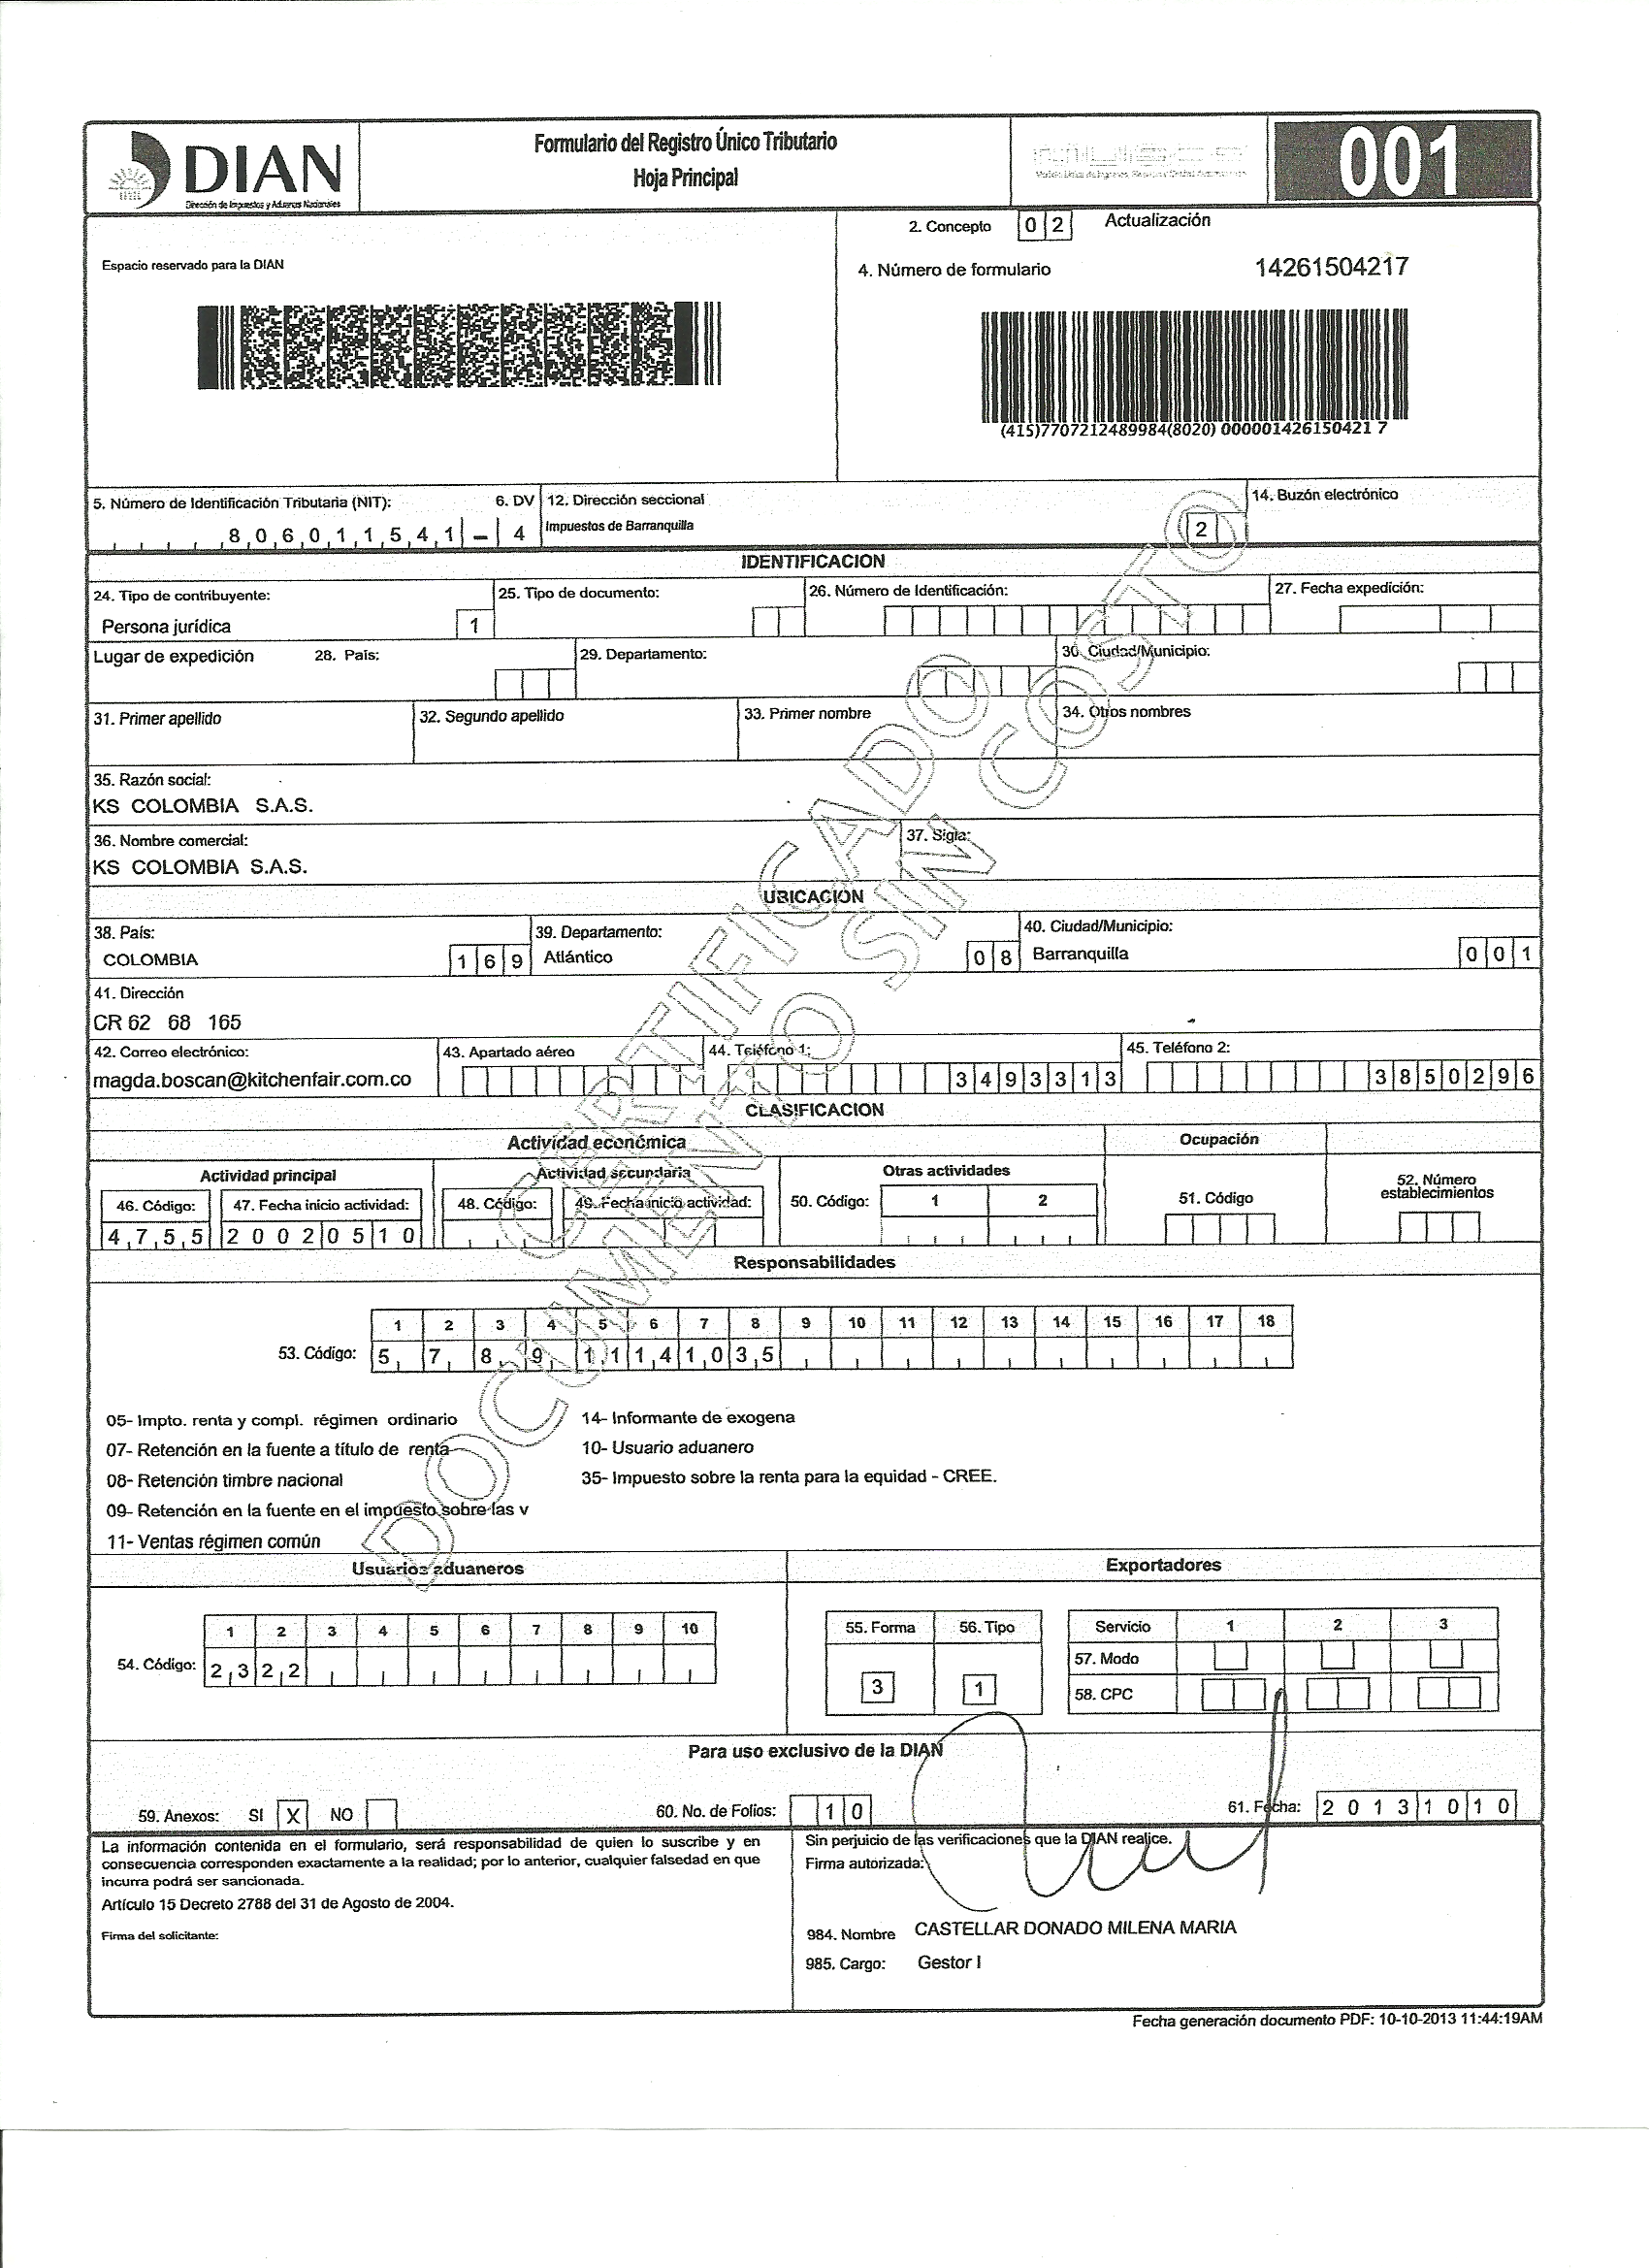 DIAN
Dirección de Impuestos y Aduanas Nacionales
Formulario del Registro Único Tributario
Hoja Principal
001
2. Concepto 0 2 Actualización
Espacio reservado para la DIAN
4. Número de formulario 14261504217
(415)7707212489984(8020) 000001426150421 7
5. Número de Identificación Tributaria (NIT): 6. DV 12. Dirección seccional 14. Buzón electrónico
8 0 6 0 1 1 5 4 1 – 4 Impuestos de Barranquilla 2
IDENTIFICACION
24. Tipo de contribuyente: 25. Tipo de documento: 26. Número de Identificación: 27. Fecha expedición:
Persona jurídica 1
Lugar de expedición 28. País: 29. Departamento: 30. Ciudad/Municipio:
31. Primer apellido 32. Segundo apellido 33. Primer nombre 34. Otros nombres
35. Razón social:
KS COLOMBIA S.A.S.
36. Nombre comercial: 37. Sigla:
KS COLOMBIA S.A.S.
UBICACION
38. País: 39. Departamento: 40. Ciudad/Municipio:
COLOMBIA 1 6 9 Atlántico 0 8 Barranquilla 0 0 1
41. Dirección
CR 62 68 165
42. Correo electrónico: 43. Apartado aéreo 44. Teléfono 1: 45. Teléfono 2:
magda.boscan@kitchenfair.com.co 3 4 9 3 3 1 3 3 8 5 0 2 9 6
CLASIFICACION
Actividad económica Ocupación
Actividad principal Actividad secundaria Otras actividades 52. Número establecimientos
46. Código: 47. Fecha inicio actividad: 48. Código: 49. Fecha inicio actividad: 50. Código: 1 2 51. Código
4 7 5 5 2 0 0 2 0 5 1 0
Responsabilidades
1 2 3 4 5 6 7 8 9 10 11 12 13 14 15 16 17 18
53. Código: 5 7 8 9 1 1 1 4 1 0 3 5
05- Impto. renta y compl. régimen ordinario 14- Informante de exogena
07- Retención en la fuente a título de renta 10- Usuario aduanero
08- Retención timbre nacional 35- Impuesto sobre la renta para la equidad - CREE.
09- Retención en la fuente en el impuesto sobre las v
11- Ventas régimen común
Usuarios aduaneros Exportadores
1 2 3 4 5 6 7 8 9 10 55. Forma 56. Tipo Servicio 1 2 3
54. Código: 2 3 2 2 57. Modo
3 1 58. CPC
Para uso exclusivo de la DIAN
59. Anexos: SI X NO 60. No. de Folios: 1 0 61. Fecha: 2 0 1 3 1 0 1 0
La información contenida en el formulario, será responsabilidad de quien lo suscribe y en
consecuencia corresponden exactamente a la realidad; por lo anterior, cualquier falsedad en que
incurra podrá ser sancionada.
Artículo 15 Decreto 2788 del 31 de Agosto de 2004.
Firma del solicitante:
Sin perjuicio de las verificaciones que la DIAN realice.
Firma autorizada:
984. Nombre CASTELLAR DONADO MILENA MARIA
985. Cargo: Gestor I
Fecha generación documento PDF: 10-10-2013 11:44:19AM
CERTIFICADO
DOCUMENTO SIN COSTO